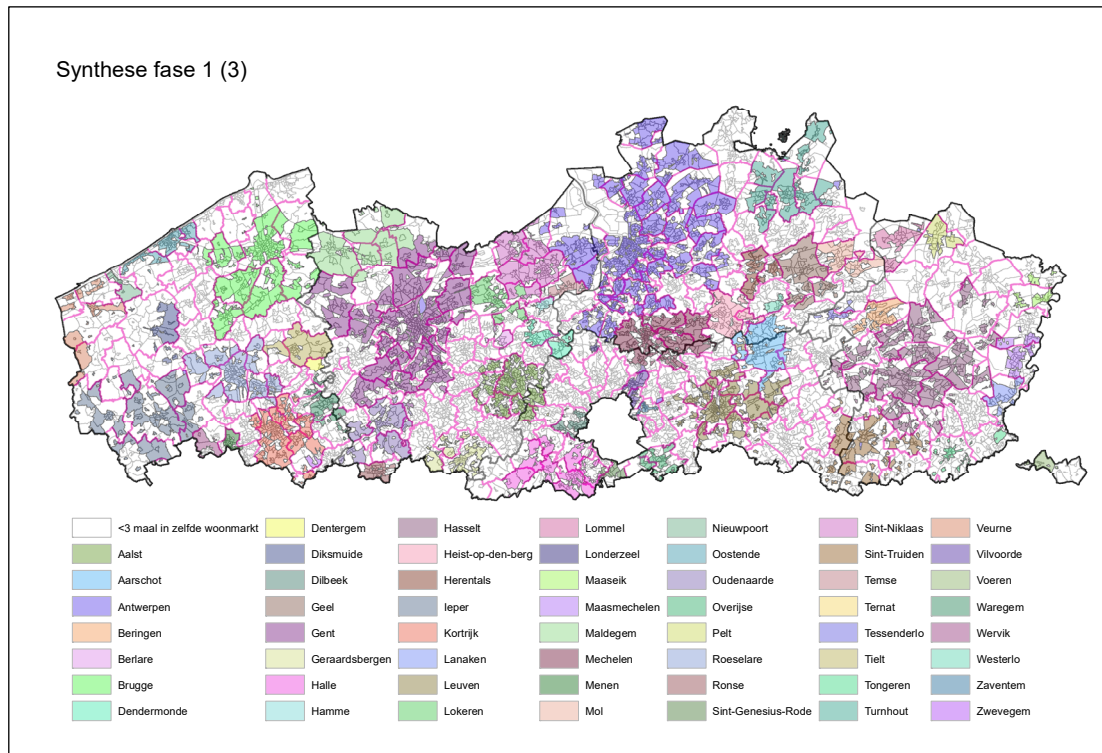 Synthese fase 1 (3)
<3 maal in zelfde woonmarkt
Aalst
Aarschot
Antwerpen
Beringen
Berlare
Brugge
Dendermonde
Dentergem
Diksmuide
Dilbeek
Geel
Gent
Geraardsbergen
Halle
Hamme
Hasselt
Heist-op-den-berg
Herentals
Ieper
Kortrijk
Lanaken
Leuven
Lokeren
Lommel
Londerzeel
Maaseik
Maasmechelen
Maldegem
Mechelen
Menen
Mol
Nieuwpoort
Oostende
Oudenaarde
Overijse
Pelt
Roeselare
Ronse
Sint-Genesius-Rode
Sint-Niklaas
Sint-Truiden
Temse
Ternat
Tessenderlo
Tielt
Tongeren
Turnhout
Veurne
Vilvoorde
Voeren
Waregem
Wervik
Westerlo
Zaventem
Zwevegem